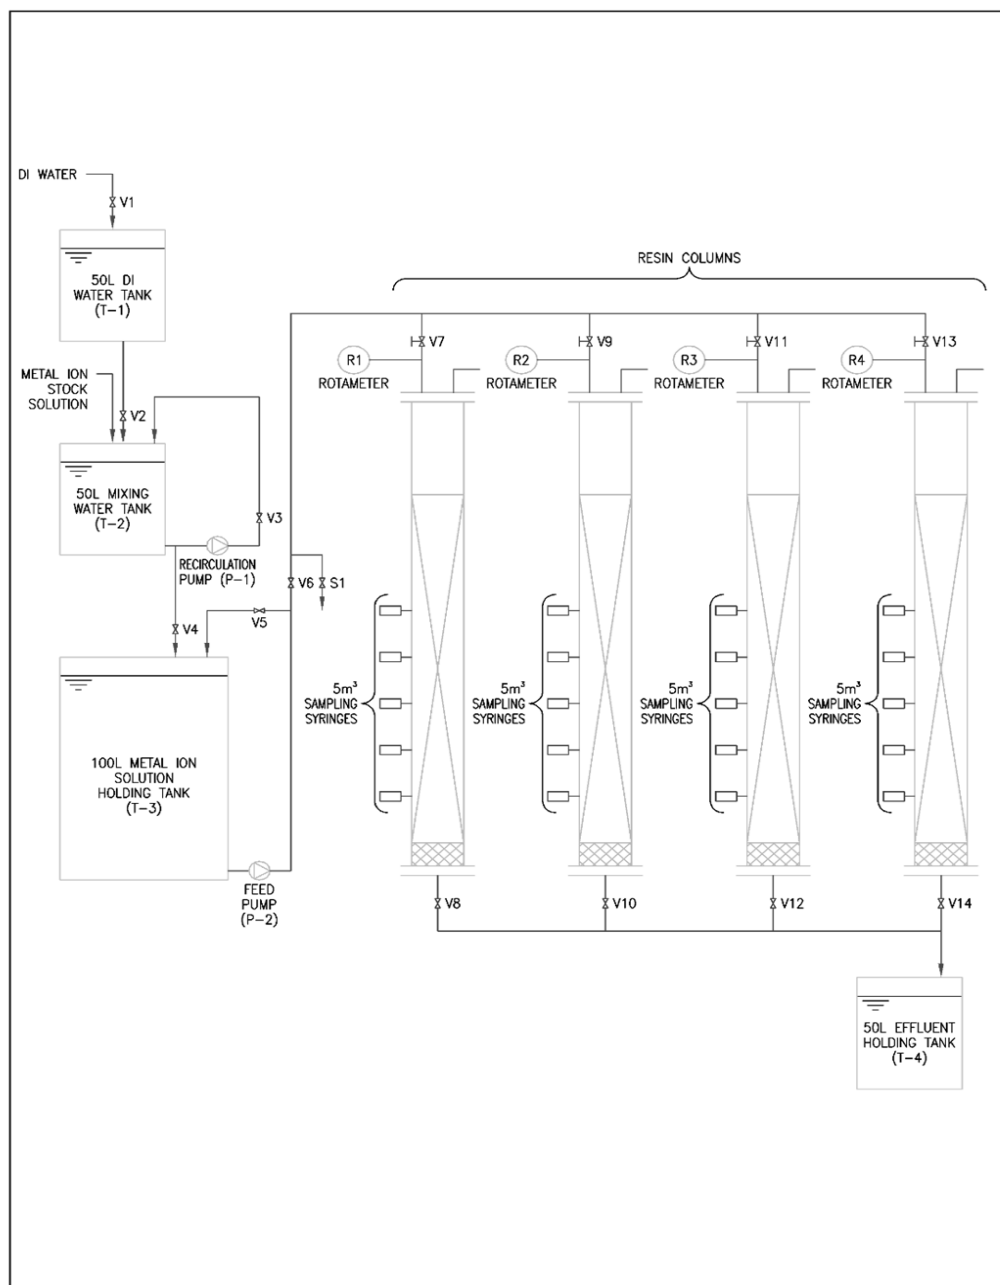 DI WATER
V1
50L DI
WATER TANK
(T-1)
METAL ION
STOCK
SOLUTION
V2
50L MIXING
WATER TANK
(T-2)
V3
RECIRCULATION
PUMP (P-1)
V6
S1
V5
V4
100L METAL ION
SOLUTION
HOLDING TANK
(T-3)
FEED
PUMP
(P-2)
RESIN COLUMNS
V7
R1
ROTAMETER
V9
R2
ROTAMETER
V11
R3
ROTAMETER
V13
R4
ROTAMETER
5m³
SAMPLING
SYRINGES
5m³
SAMPLING
SYRINGES
5m³
SAMPLING
SYRINGES
5m³
SAMPLING
SYRINGES
V8
V10
V12
V14
50L EFFLUENT
HOLDING TANK
(T-4)